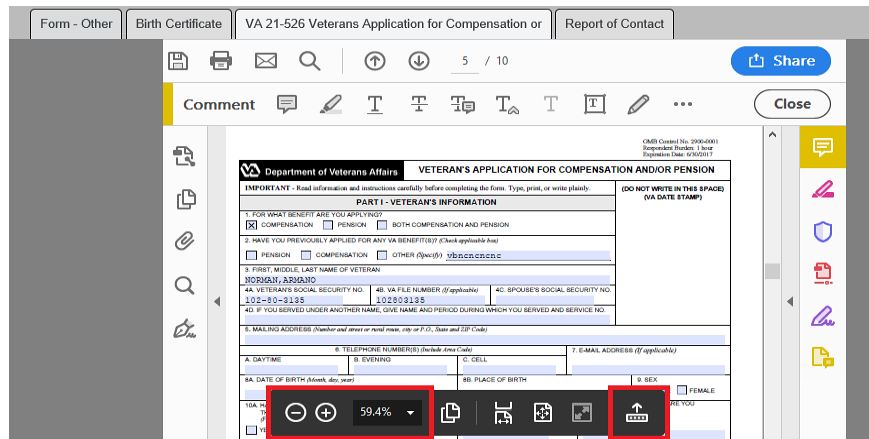 Form - Other
Birth Certificate
VA 21-526 Veterans Application for Compensation or
Report of Contact
5 / 10
Share
Comment
Close
OMB Control No. 2900-0001
Respondent Burden: 1 hour
Expiration Date: 6/30/2017
VA Department of Veterans Affairs
VETERAN'S APPLICATION FOR COMPENSATION AND/OR PENSION
IMPORTANT - Read information and instructions carefully before completing the form. Type, print, or write plainly.
(DO NOT WRITE IN THIS SPACE)
(VA DATE STAMP)
PART I - VETERAN'S INFORMATION
1. FOR WHAT BENEFIT ARE YOU APPLYING?
X COMPENSATION PENSION BOTH COMPENSATION AND PENSION
2. HAVE YOU PREVIOUSLY APPLIED FOR ANY VA BENEFIT(S)? (Check applicable box)
PENSION COMPENSATION OTHER (Specify) vbncncncnc
3. FIRST, MIDDLE, LAST NAME OF VETERAN
NORMAN, ARMANO
4A. VETERAN'S SOCIAL SECURITY NO. 4B. VA FILE NUMBER (If applicable) 4C. SPOUSE'S SOCIAL SECURITY NO.
102-80-3135 102803135
4D. IF YOU SERVED UNDER ANOTHER NAME, GIVE NAME AND PERIOD DURING WHICH YOU SERVED AND SERVICE NO.
5. MAILING ADDRESS (Number and street or rural route, city or P.O., State and ZIP Code)
6. TELEPHONE NUMBER(S) (Include Area Code)
7. E-MAIL ADDRESS (If applicable)
A. DAYTIME B. EVENING C. CELL
8A. DATE OF BIRTH (Month, day, year) 8B. PLACE OF BIRTH 9. SEX
FEMALE
10A. ARE YOU
59.4%